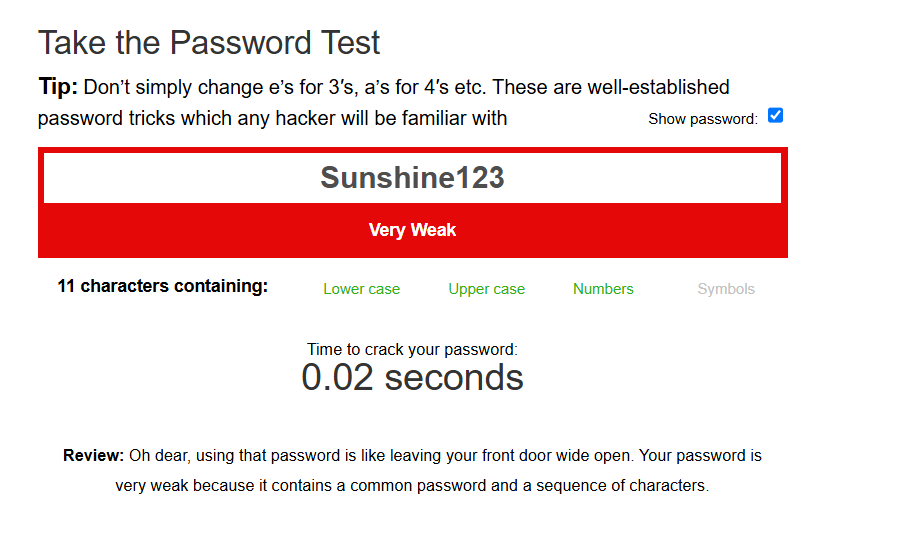 Take the Password Test
Tip: Don’t simply change e’s for 3′s, a’s for 4′s etc. These are well-established
password tricks which any hacker will be familiar with
Show password:
Sunshine123
Very Weak
11 characters containing:
Lower case
Upper case
Numbers
Symbols
Time to crack your password:
0.02 seconds
Review: Oh dear, using that password is like leaving your front door wide open. Your password is
very weak because it contains a common password and a sequence of characters.